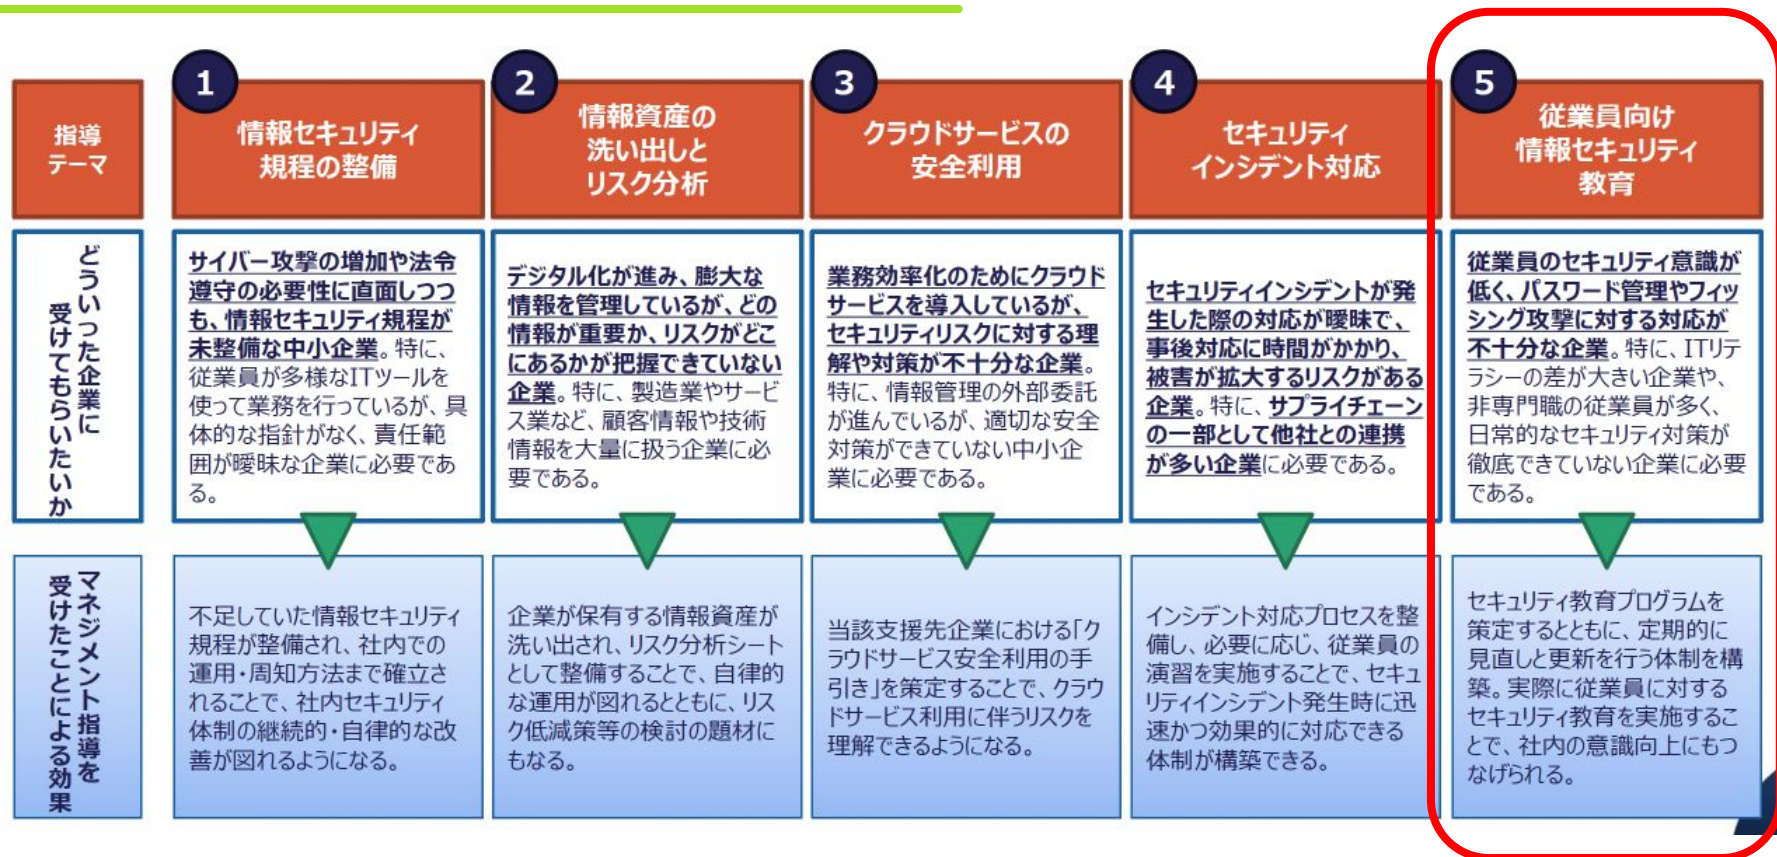 指導
テーマ
1
情報セキュリティ
規程の整備
2
情報資産の
洗い出しと
リスク分析
3
クラウドサービスの
安全利用
4
セキュリティ
インシデント対応
5
従業員向け
情報セキュリティ
教育
どういった企業に
受けてもらいたいか
サイバー攻撃の増加や法令
遵守の必要性に直面しつつ
も、情報セキュリティ規程が
未整備な中小企業。特に、
従業員が多様なITツールを
使って業務を行っているが、具
体的な指針がなく、責任範
囲が曖昧な企業に必要であ
る。
デジタル化が進み、膨大な
情報を管理しているが、どの
情報が重要か、リスクがどこ
にあるかが把握できていない
企業。特に、製造業やサービ
ス業など、顧客情報や技術
情報を大量に扱う企業に必
要である。
業務効率化のためにクラウド
サービスを導入しているが、
セキュリティリスクに対する理
解や対策が不十分な企業。
特に、情報管理の外部委託
が進んでいるが、適切な安全
対策ができていない中小企
業に必要である。
セキュリティインシデントが発
生した際の対応が曖昧で、
事後対応に時間がかかり、
被害が拡大するリスクがある
企業。特に、サプライチェーン
の一部として他社との連携
が多い企業に必要である。
従業員のセキュリティ意識が
低く、パスワード管理やフィッ
シング攻撃に対する対応が
不十分な企業。特に、ITリテ
ラシーの差が大きい企業や、
非専門職の従業員が多く、
日常的なセキュリティ対策が
徹底できていない企業に必要
である。
マネジメント指導を
受けたことによる効果
不足していた情報セキュリティ
規程が整備され、社内での
運用・周知方法まで確立さ
れることで、社内セキュリティ
体制の継続的・自律的な改
善が図れるようになる。
企業が保有する情報資産が
洗い出され、リスク分析シート
として整備することで、自律的
な運用が図れるとともに、リス
ク低減策等の検討の題材に
もなる。
当該支援先企業における「ク
ラウドサービス安全利用の手
引き」を策定することで、クラウ
ドサービス利用に伴うリスクを
理解できるようになる。
インシデント対応プロセスを整
備し、必要に応じ、従業員の
演習を実施することで、セキュ
リティインシデント発生時に迅
速かつ効果的に対応できる
体制が構築できる。
セキュリティ教育プログラムを
策定するとともに、定期的に
見直しと更新を行う体制を構
築。実際に従業員に対する
セキュリティ教育を実施するこ
とで、社内の意識向上にもつ
なげられる。